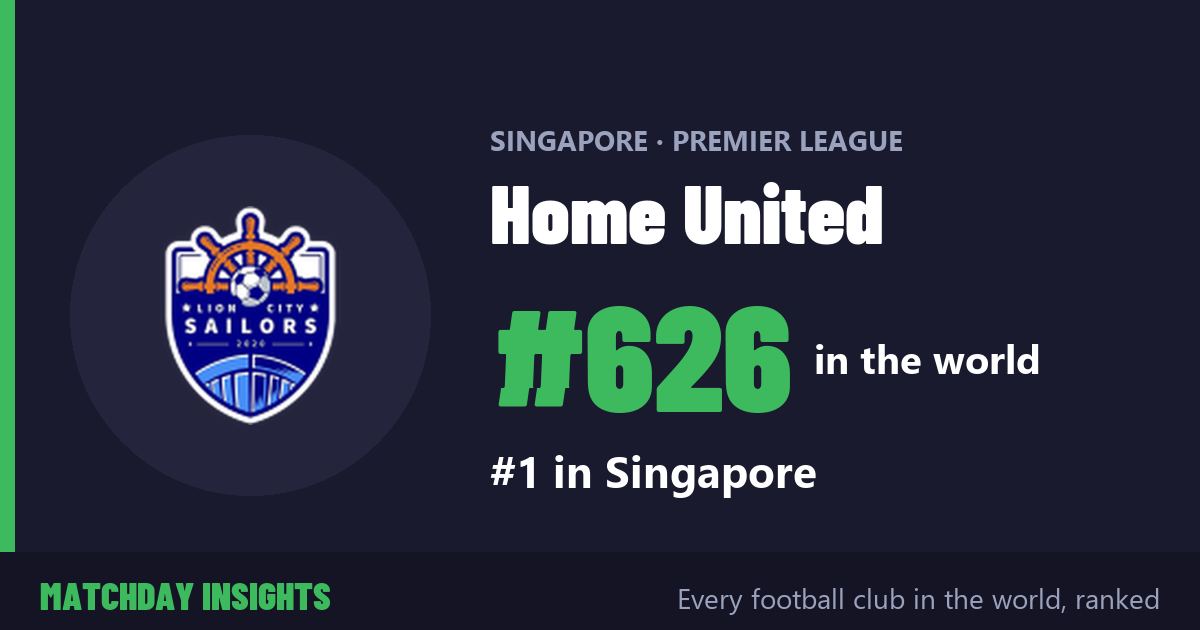 SINGAPORE · PREMIER LEAGUE
Home United
#626 in the world
#1 in Singapore
LION CITY
SAILORS
2020
MATCHDAY INSIGHTS
Every football club in the world, ranked